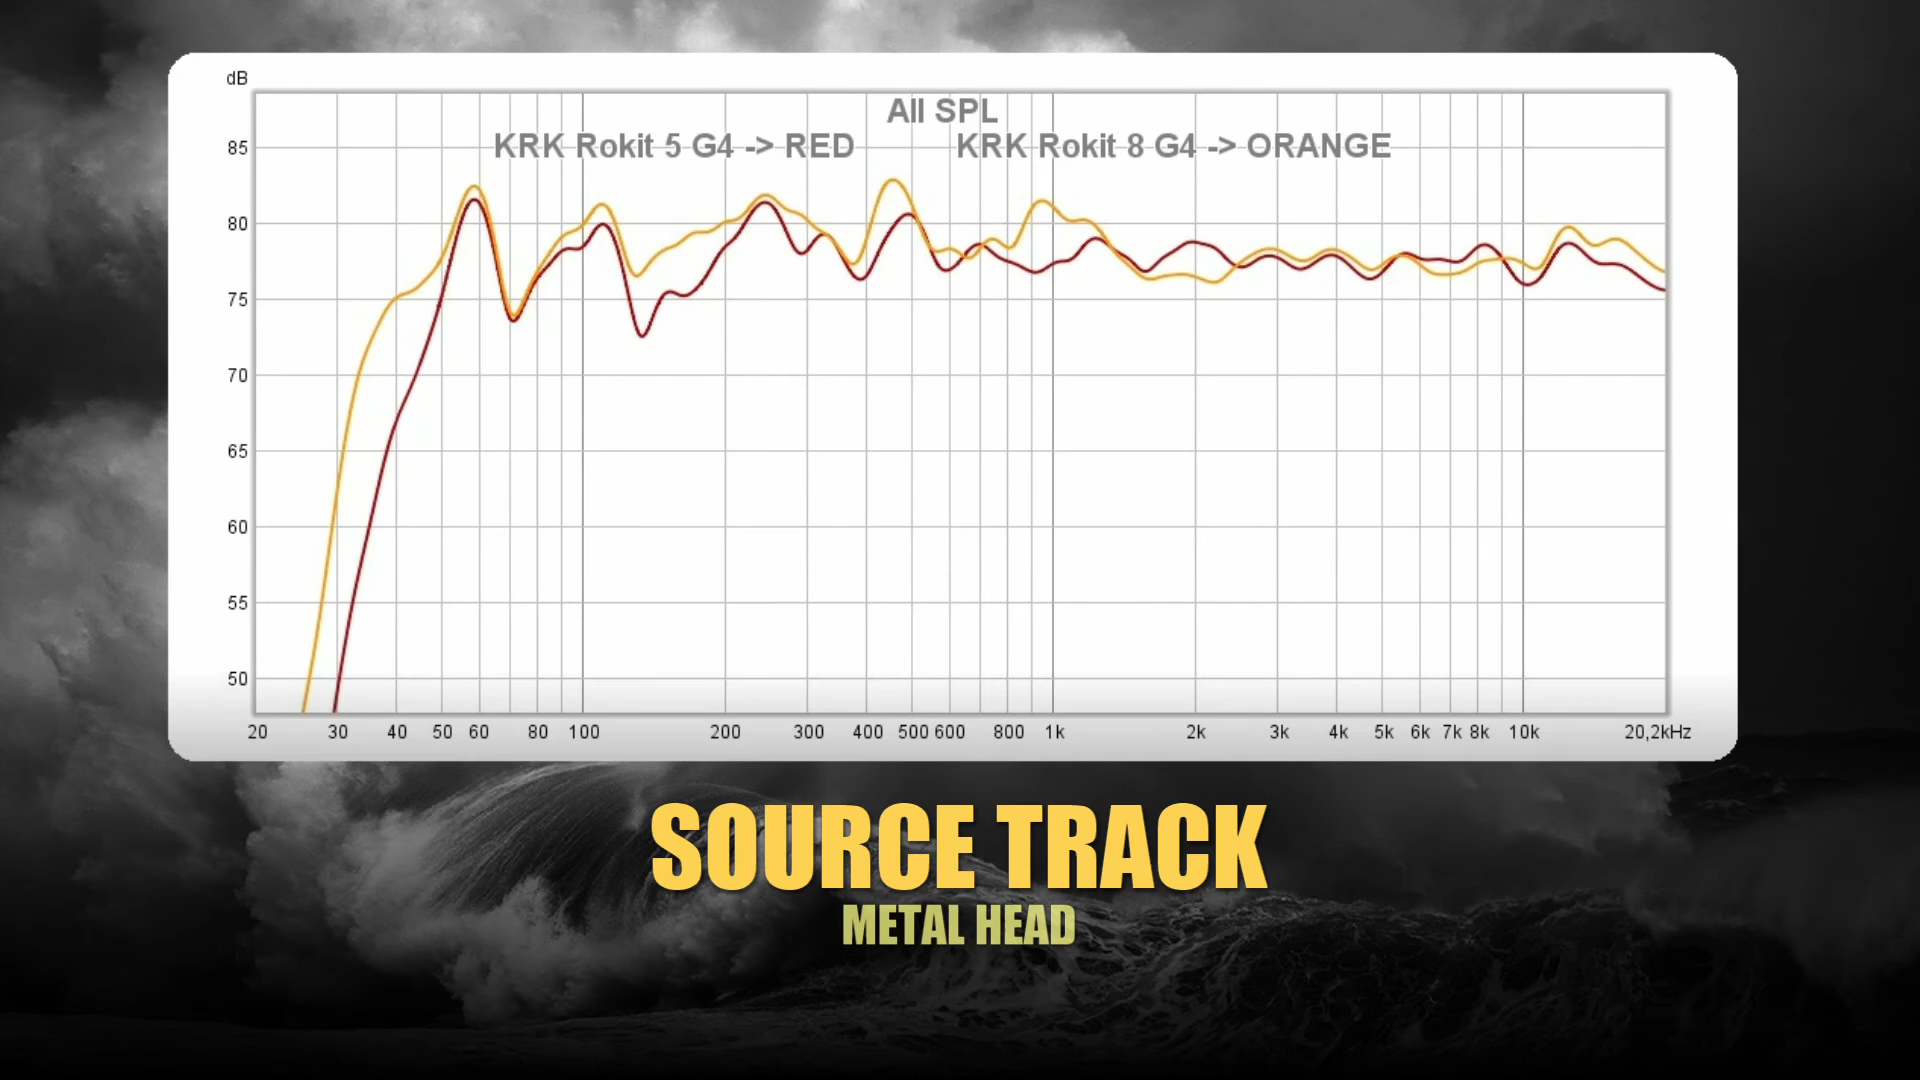 dB
All SPL
KRK Rokit 5 G4 -> RED KRK Rokit 8 G4 -> ORANGE
85
80
75
70
65
60
55
50
20 30 40 50 60 80 100 200 300 400 500 600 800 1k 2k 3k 4k 5k 6k 7k 8k 10k 20,2kHz
SOURCE TRACK
METAL HEAD